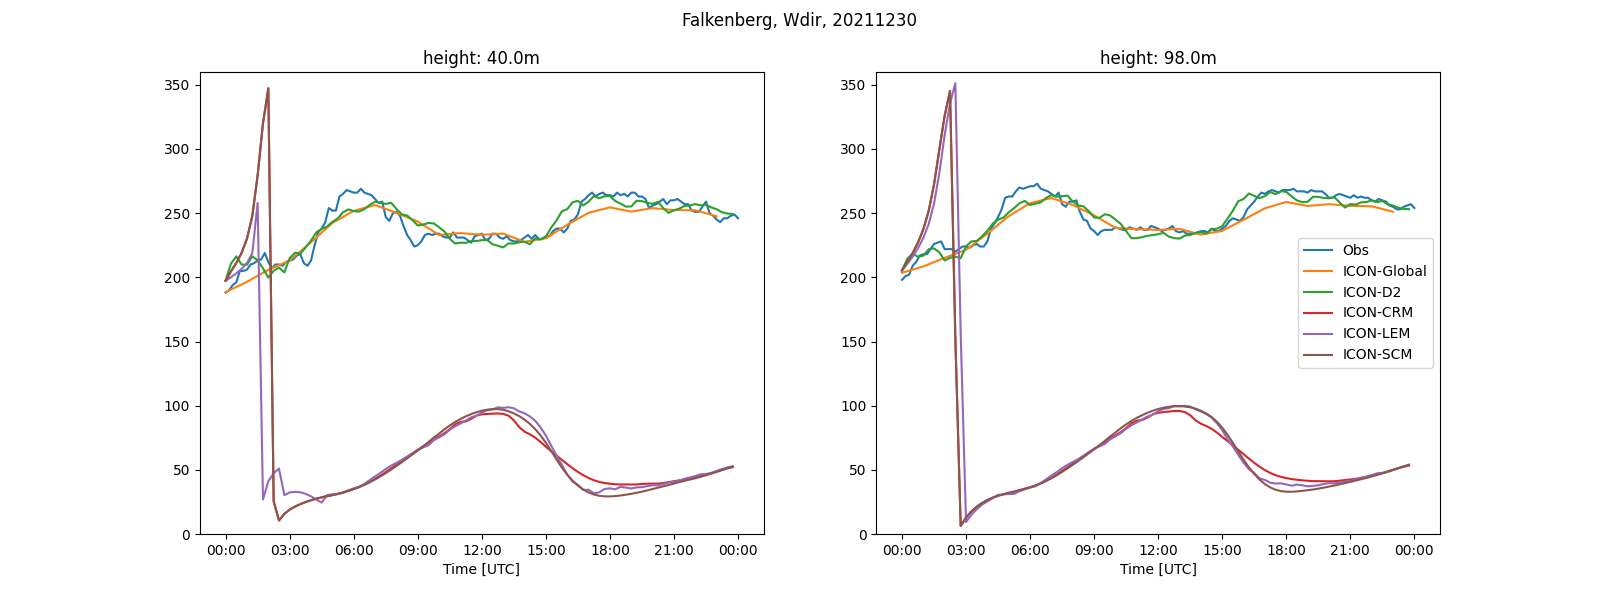 Falkenberg, Wdir, 20211230
height: 40.0m
350
300
250
200
150
100
50
0
00:00 03:00 06:00 09:00 12:00 15:00 18:00 21:00 00:00
Time [UTC]
height: 98.0m
350
300
250
200
150
100
50
0
Obs
ICON-Global
ICON-D2
ICON-CRM
ICON-LEM
ICON-SCM
00:00 03:00 06:00 09:00 12:00 15:00 18:00 21:00 00:00
Time [UTC]